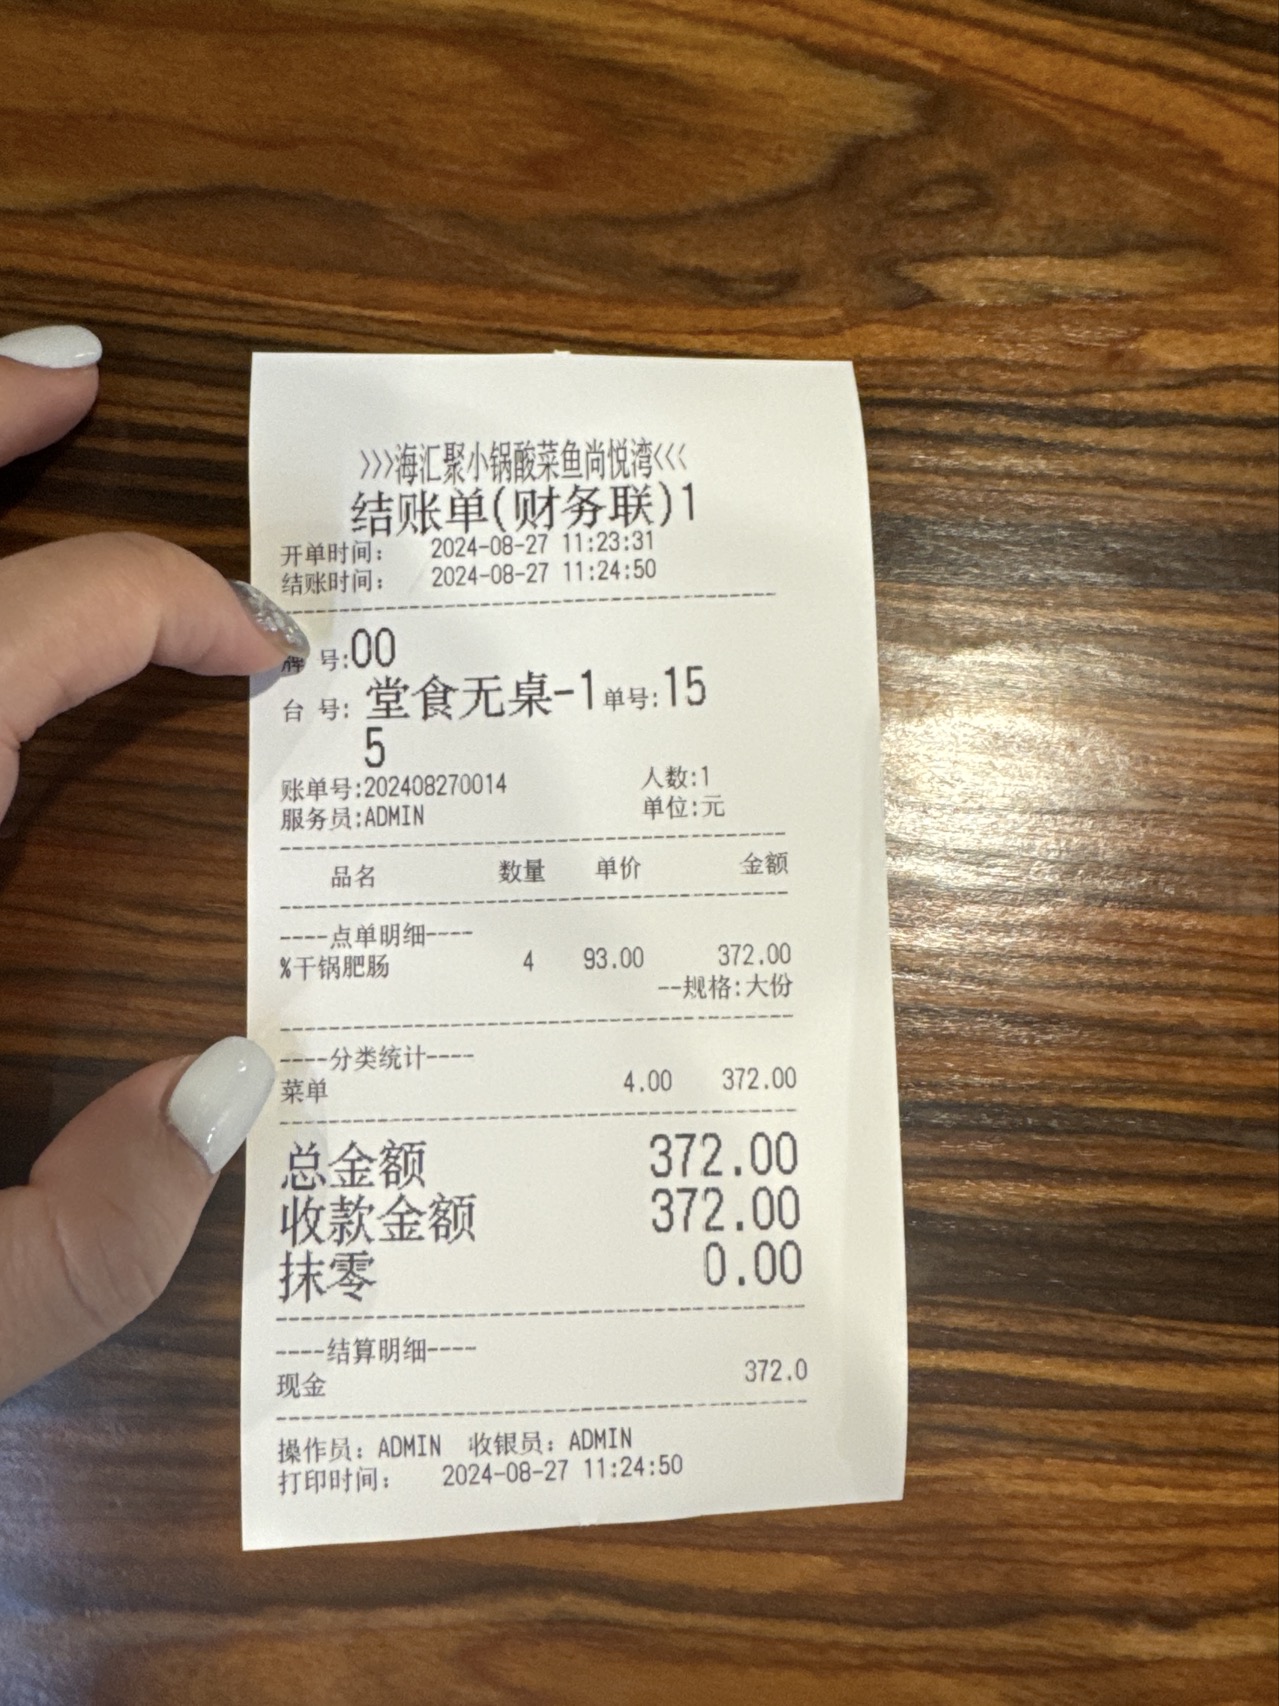 >>>海汇聚小锅酸菜鱼尚悦湾<<<
结账单(财务联)1
开单时间: 2024-08-27 11:23:31
结账时间: 2024-08-27 11:24:50
牌 号:00
台 号: 堂食无桌-1 单号:15
5
账单号:202408270014 人数:1
服务员:ADMIN 单位:元
品名 数量 单价 金额
----点单明细----
%干锅肥肠 4 93.00 372.00
--规格:大份
----分类统计----
菜单 4.00 372.00
总金额 372.00
收款金额 372.00
抹零 0.00
----结算明细----
现金 372.0
操作员: ADMIN 收银员: ADMIN
打印时间: 2024-08-27 11:24:50